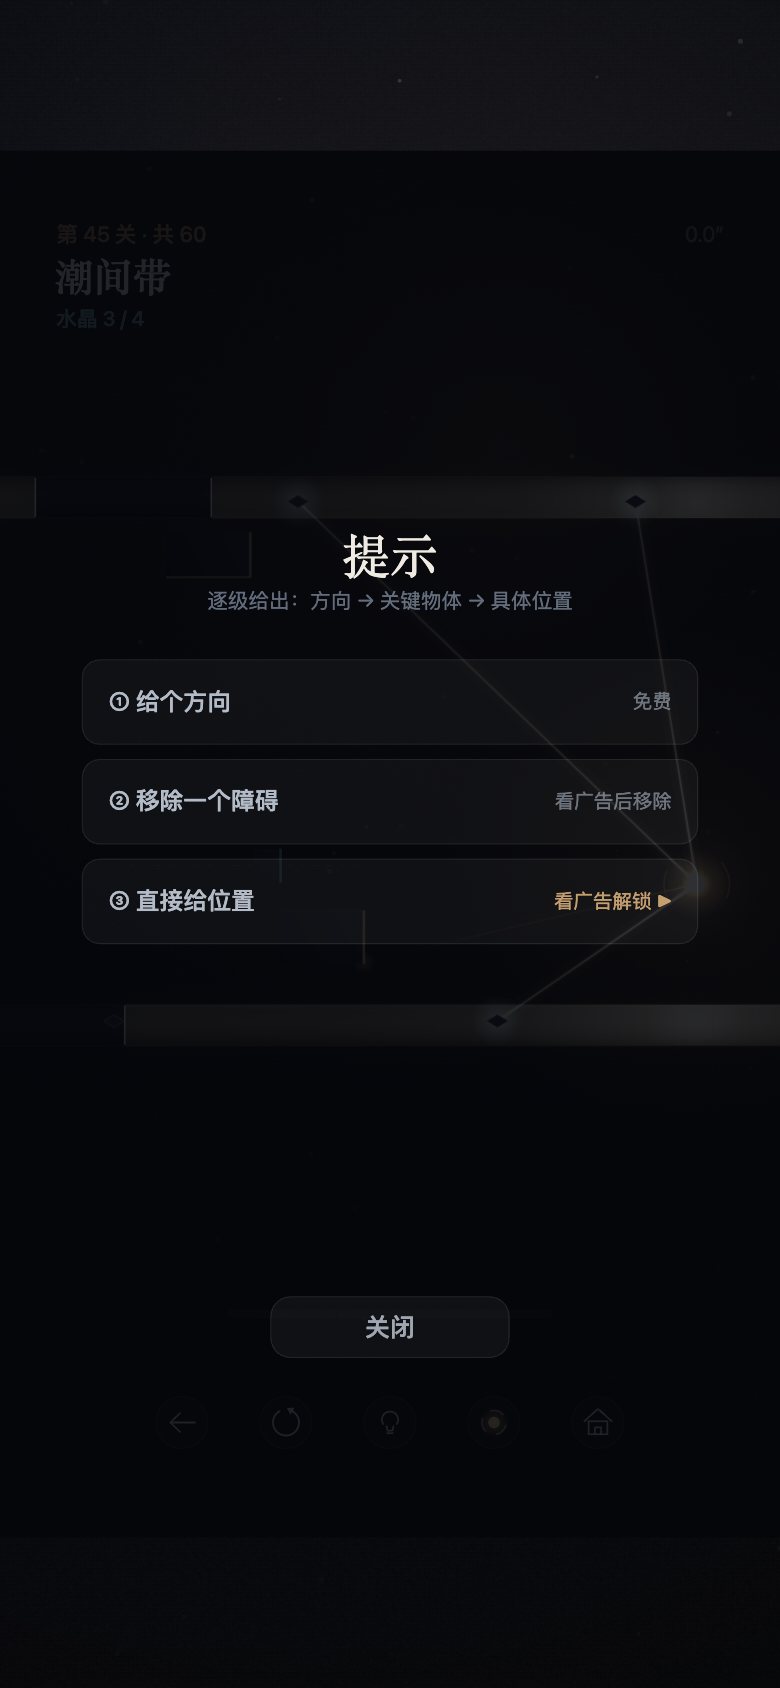 第 45 关 · 共 60
0.0″
潮间带
水晶 3 / 4
提示
逐级给出：方向 → 关键物体 → 具体位置
① 给个方向
免费
② 移除一个障碍
看广告后移除
③ 直接给位置
看广告解锁 ▶
关闭